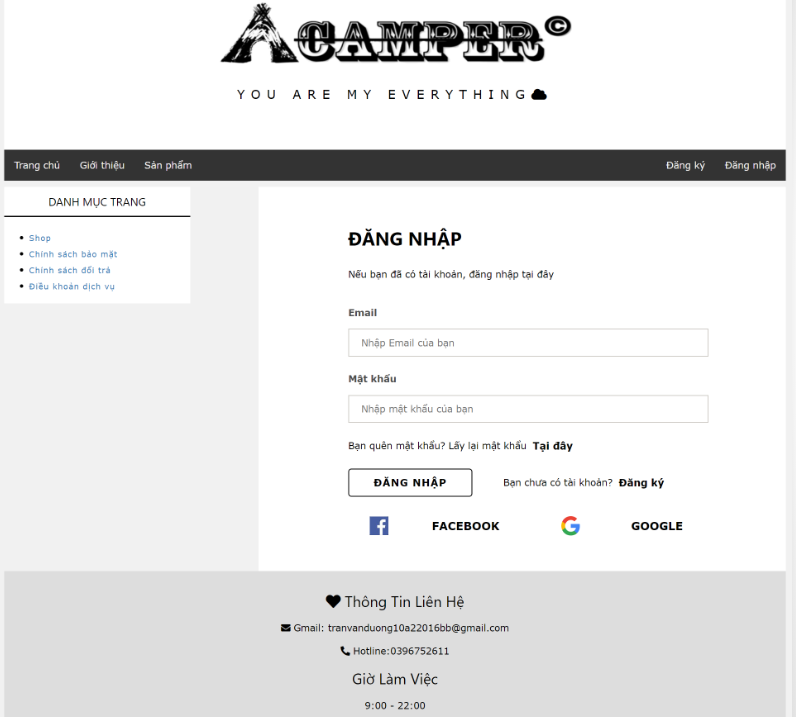 ACAMPER©
YOU ARE MY EVERYTHING
Trang chủ Giới thiệu Sản phẩm Đăng ký Đăng nhập
DANH MỤC TRANG
Shop
Chính sách bảo mật
Chính sách đổi trả
Điều khoản dịch vụ
ĐĂNG NHẬP
Nếu bạn đã có tài khoản, đăng nhập tại đây
Email
Nhập Email của bạn
Mật khẩu
Nhập mật khẩu của bạn
Bạn quên mật khẩu? Lấy lại mật khẩu Tại đây
ĐĂNG NHẬP Bạn chưa có tài khoản? Đăng ký
FACEBOOK GOOGLE
Thông Tin Liên Hệ
Gmail: tranvanduong10a22016bb@gmail.com
Hotline:0396752611
Giờ Làm Việc
9:00 - 22:00